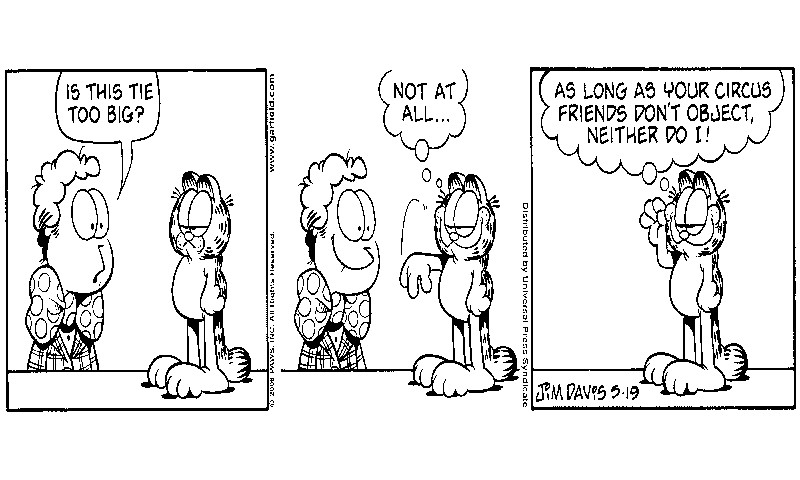 IS THIS TIE
TOO BIG?
www.garfield.com
© 2008 PAWS, INC. All Rights Reserved.
NOT AT
ALL...
Distributed by Universal Press Syndicate
AS LONG AS YOUR CIRCUS
FRIENDS DON'T OBJECT,
NEITHER DO I!
JIM DAVIS 5-19